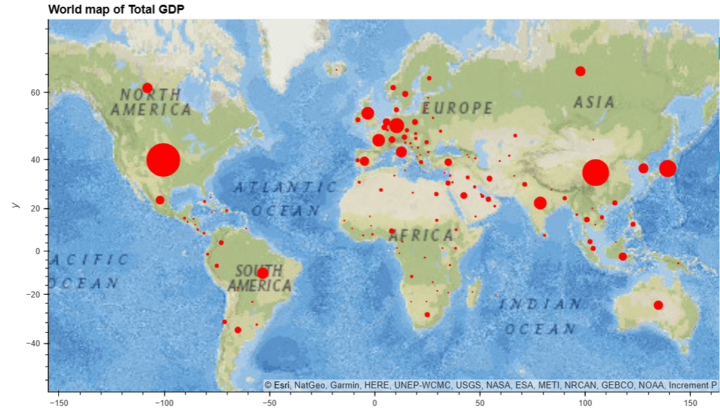 World map of Total GDP
60
40
20
0
−20
−40
y
NORTH
AMERICA
EUROPE
ASIA
ATLANTIC
OCEAN
AFRICA
ACIFIC
OCEAN
SOUTH
AMERICA
INDIAN
OCEAN
© Esri, NatGeo, Garmin, HERE, UNEP-WCMC, USGS, NASA, ESA, METI, NRCAN, GEBCO, NOAA, Increment P
−150
−100
−50
0
50
100
150